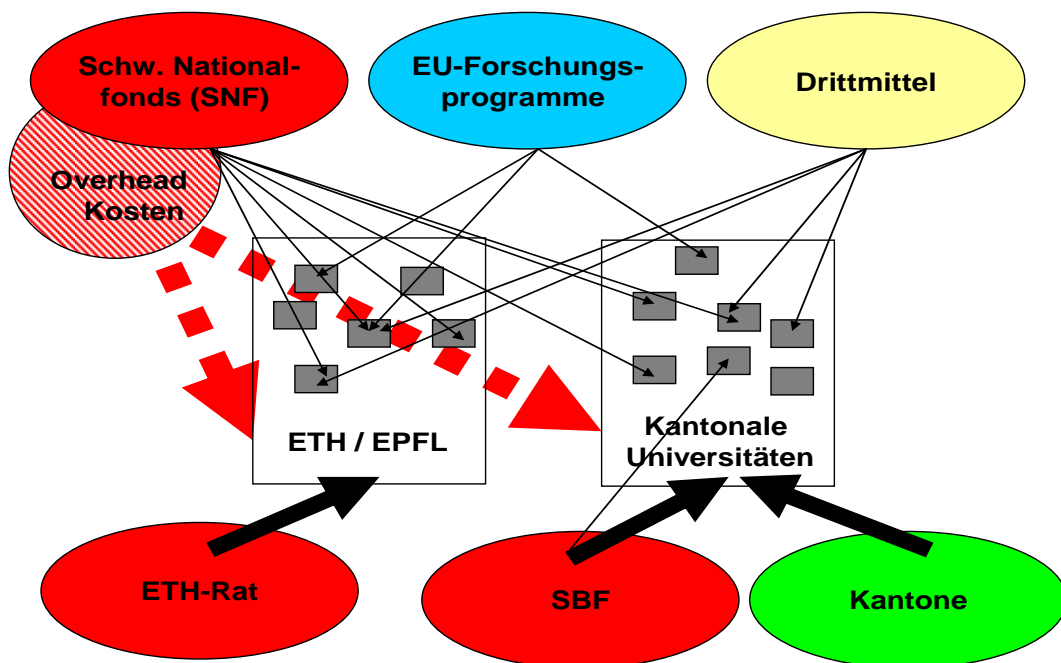 Schw. National-
fonds (SNF)
EU-Forschungs-
programme
Drittmittel
Overhead
Kosten
ETH / EPFL
Kantonale
Universitäten
ETH-Rat
SBF
Kantone